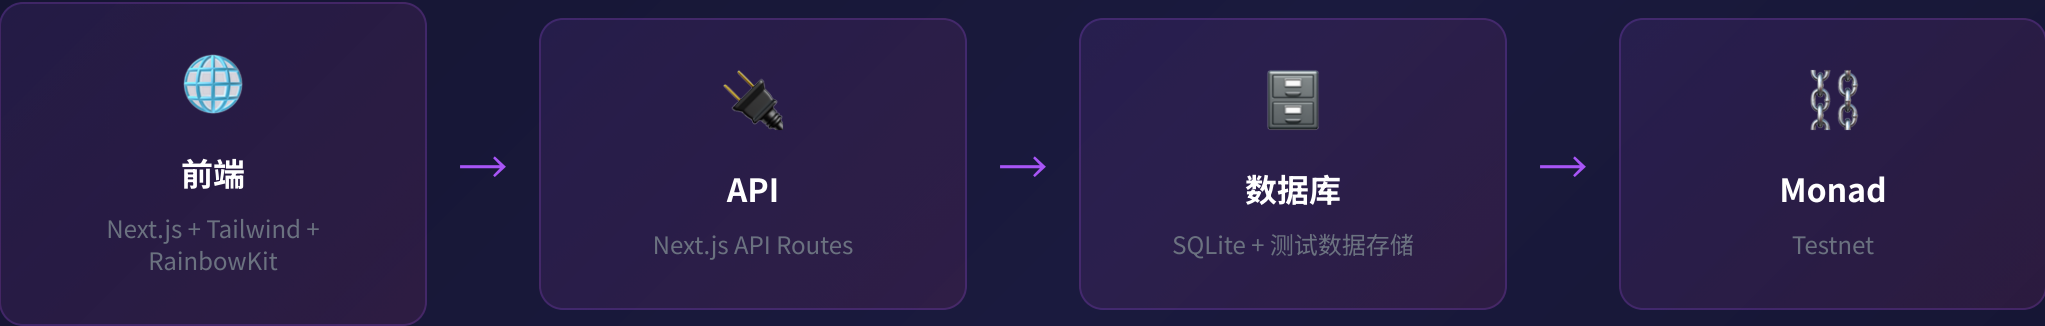 前端
Next.js + Tailwind +
RainbowKit
API
Next.js API Routes
数据库
SQLite + 测试数据存储
Monad
Testnet